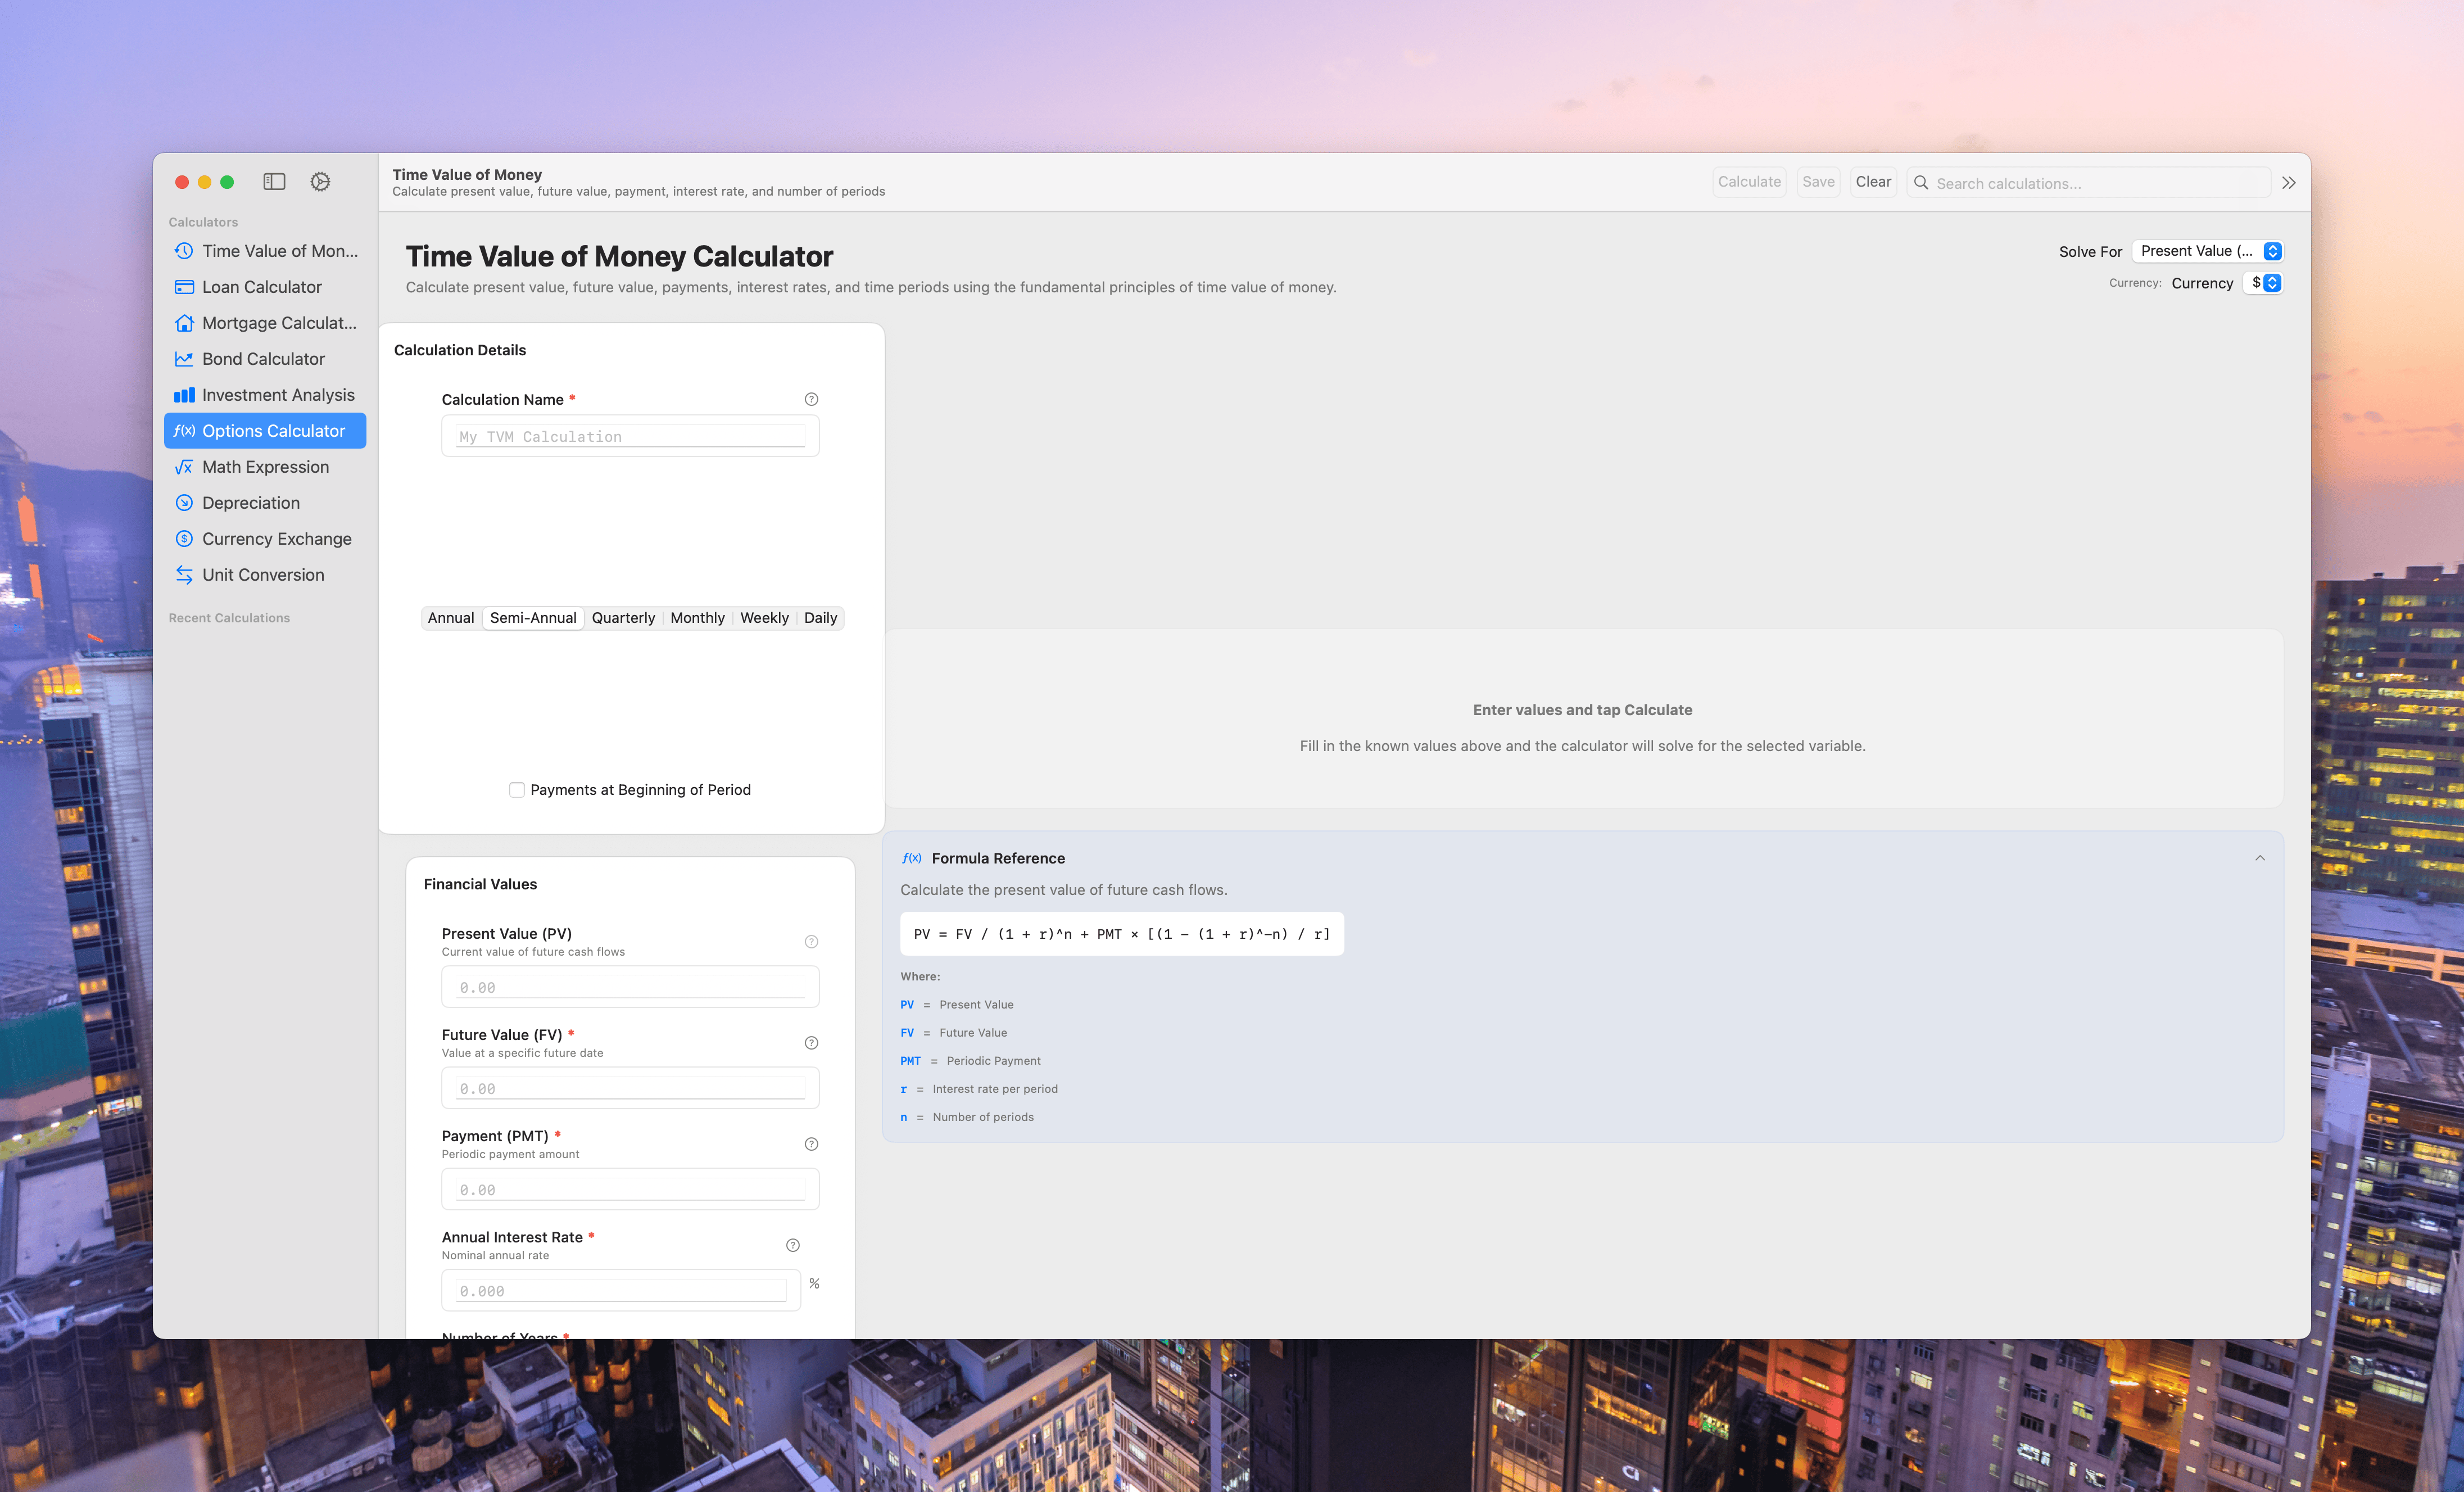 Calculators
Time Value of Mon...
Loan Calculator
Mortgage Calculat...
Bond Calculator
Investment Analysis
f(x) Options Calculator
√x Math Expression
Depreciation
$ Currency Exchange
Unit Conversion
Recent Calculations
Time Value of Money
Calculate present value, future value, payment, interest rate, and number of periods
Calculate Save Clear Search calculations...
Time Value of Money Calculator
Calculate present value, future value, payments, interest rates, and time periods using the fundamental principles of time value of money.
Solve For Present Value (...
Currency: Currency $
Calculation Details
Calculation Name * ?
My TVM Calculation
Annual Semi-Annual Quarterly Monthly Weekly Daily
Payments at Beginning of Period
Financial Values
Present Value (PV) ?
Current value of future cash flows
0.00
Future Value (FV) * ?
Value at a specific future date
0.00
Payment (PMT) * ?
Periodic payment amount
0.00
Annual Interest Rate * ?
Nominal annual rate
0.000 %
Number of Years *
Enter values and tap Calculate
Fill in the known values above and the calculator will solve for the selected variable.
f(x) Formula Reference
Calculate the present value of future cash flows.
PV = FV / (1 + r)^n + PMT × [(1 - (1 + r)^-n) / r]
Where:
PV = Present Value
FV = Future Value
PMT = Periodic Payment
r = Interest rate per period
n = Number of periods